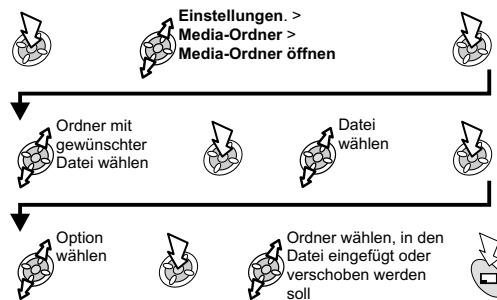 Einstellungen. >
Media-Ordner >
Media-Ordner öffnen
Ordner mit
gewünschter
Datei wählen
Datei
wählen
Option
wählen
Ordner wählen, in den
Datei eingefügt oder
verschoben werden
soll